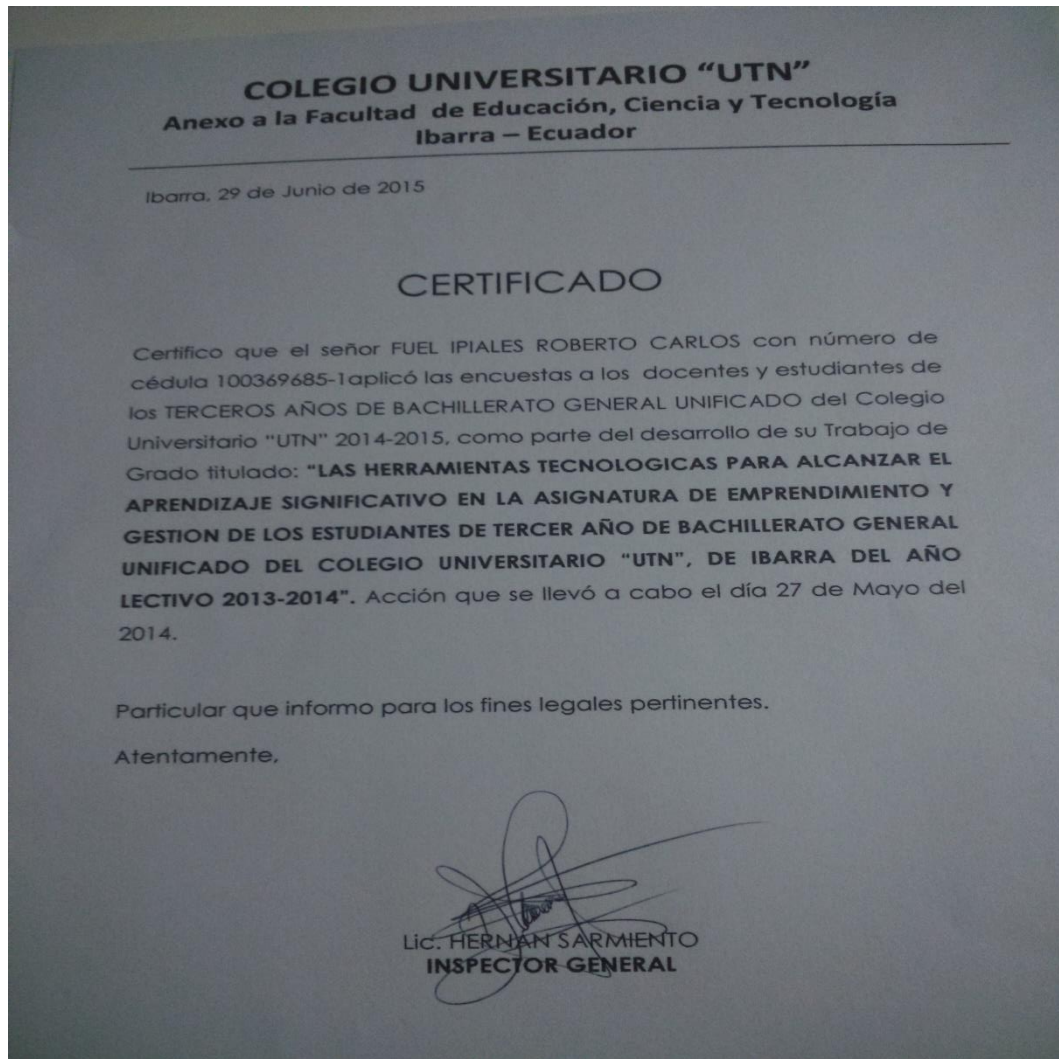 COLEGIO UNIVERSITARIO “UTN”
Anexo a la Facultad de Educación, Ciencia y Tecnología
Ibarra – Ecuador
Ibarra, 29 de Junio de 2015
CERTIFICADO
Certifico que el señor FUEL IPIALES ROBERTO CARLOS con número de
cédula 100369685-1aplicó las encuestas a los docentes y estudiantes de
los TERCEROS AÑOS DE BACHILLERATO GENERAL UNIFICADO del Colegio
Universitario “UTN” 2014-2015, como parte del desarrollo de su Trabajo de
Grado titulado: “LAS HERRAMIENTAS TECNOLOGICAS PARA ALCANZAR EL
APRENDIZAJE SIGNIFICATIVO EN LA ASIGNATURA DE EMPRENDIMIENTO Y
GESTION DE LOS ESTUDIANTES DE TERCER AÑO DE BACHILLERATO GENERAL
UNIFICADO DEL COLEGIO UNIVERSITARIO “UTN”, DE IBARRA DEL AÑO
LECTIVO 2013-2014”. Acción que se llevó a cabo el día 27 de Mayo del
2014.
Particular que informo para los fines legales pertinentes.
Atentamente,
Lic. HERNÁN SARMIENTO
INSPECTOR GENERAL